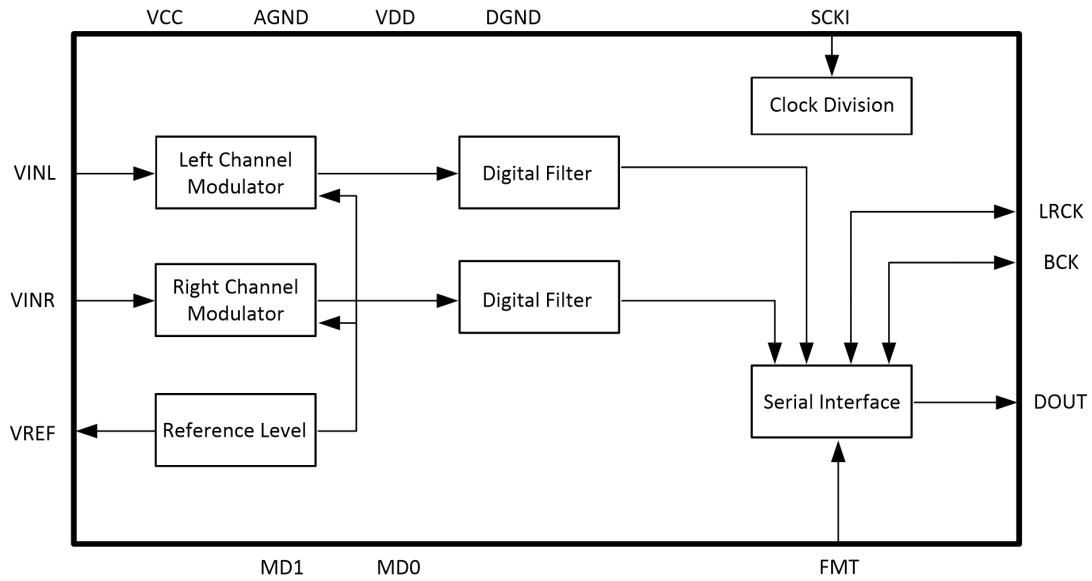 VCC AGND VDD DGND SCKI
Clock Division
VINL
Left Channel
Modulator
Digital Filter
LRCK
BCK
VINR
Right Channel
Modulator
Digital Filter
VREF
Reference Level
Serial Interface
DOUT
MD1 MD0 FMT